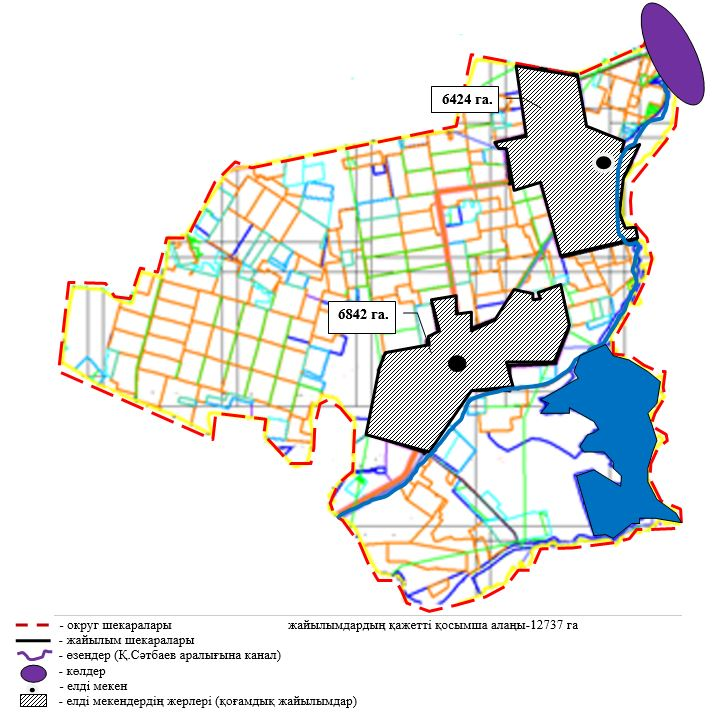 6424 га.
6842 га.
- округ шекаралары
жайылымдардың қажетті қосымша алаңы-12737 га
- жайылым шекаралары
- өзендер (Қ.Сәтбаев аралығына канал)
- көлдер
- елді мекен
- елді мекендердің жерлері (қоғамдық жайылымдар)